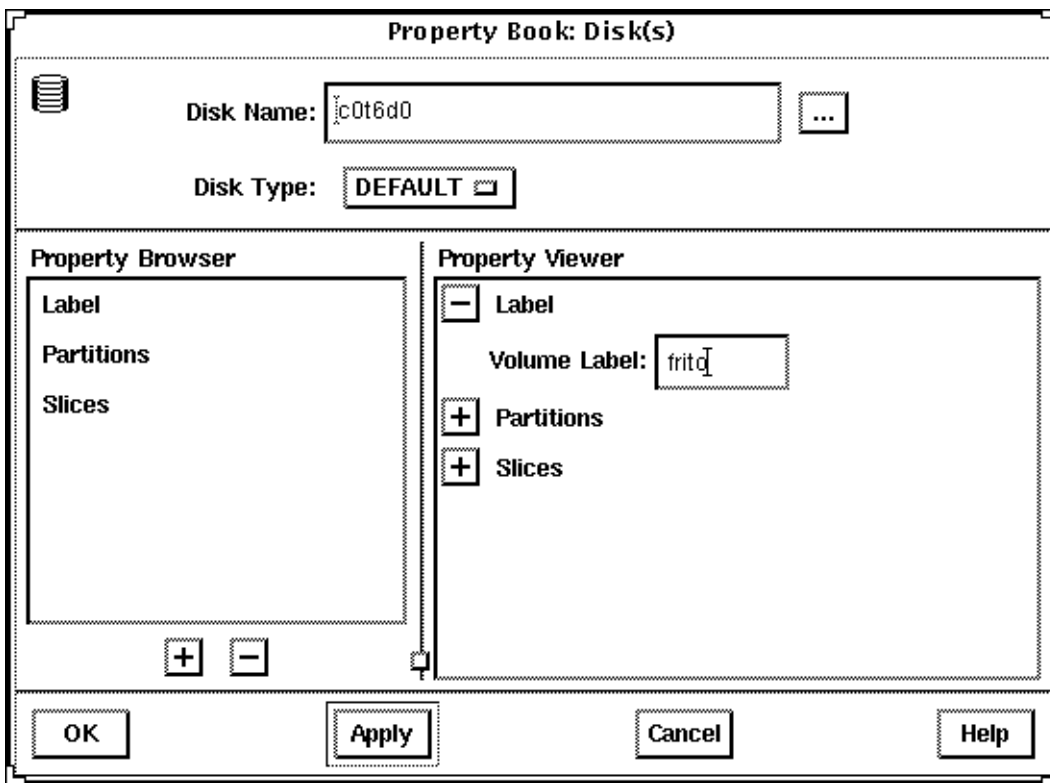 Property Book: Disk(s)
Disk Name: c0t6d0 ...
Disk Type: DEFAULT
Property Browser
Label
Partitions
Slices
+ −
Property Viewer
− Label
Volume Label: frito
+ Partitions
+ Slices
OK Apply Cancel Help